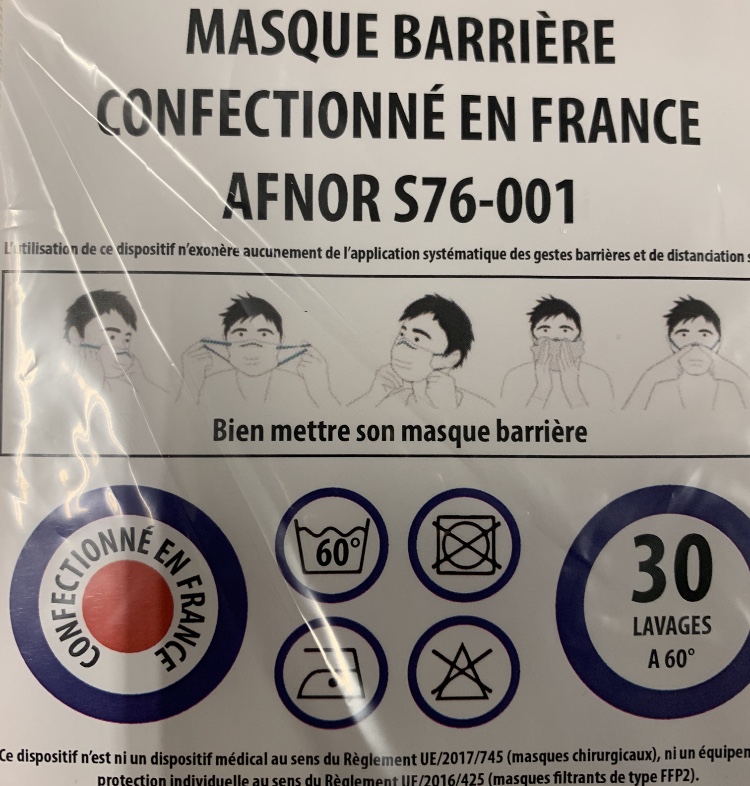 MASQUE BARRIÈRE
CONFECTIONNÉ EN FRANCE
AFNOR S76-001
L'utilisation de ce dispositif n'exonère aucunement de l'application systématique des gestes barrières et de distanciation
Bien mettre son masque barrière
CONFECTIONNÉ EN FRANCE
60°
30
LAVAGES
A 60°
Ce dispositif n'est ni un dispositif médical au sens du Règlement UE/2017/745 (masques chirurgicaux), ni un
protection individuelle au sens du Règlement UE/2016/425 (masques filtrants de type FFP2).